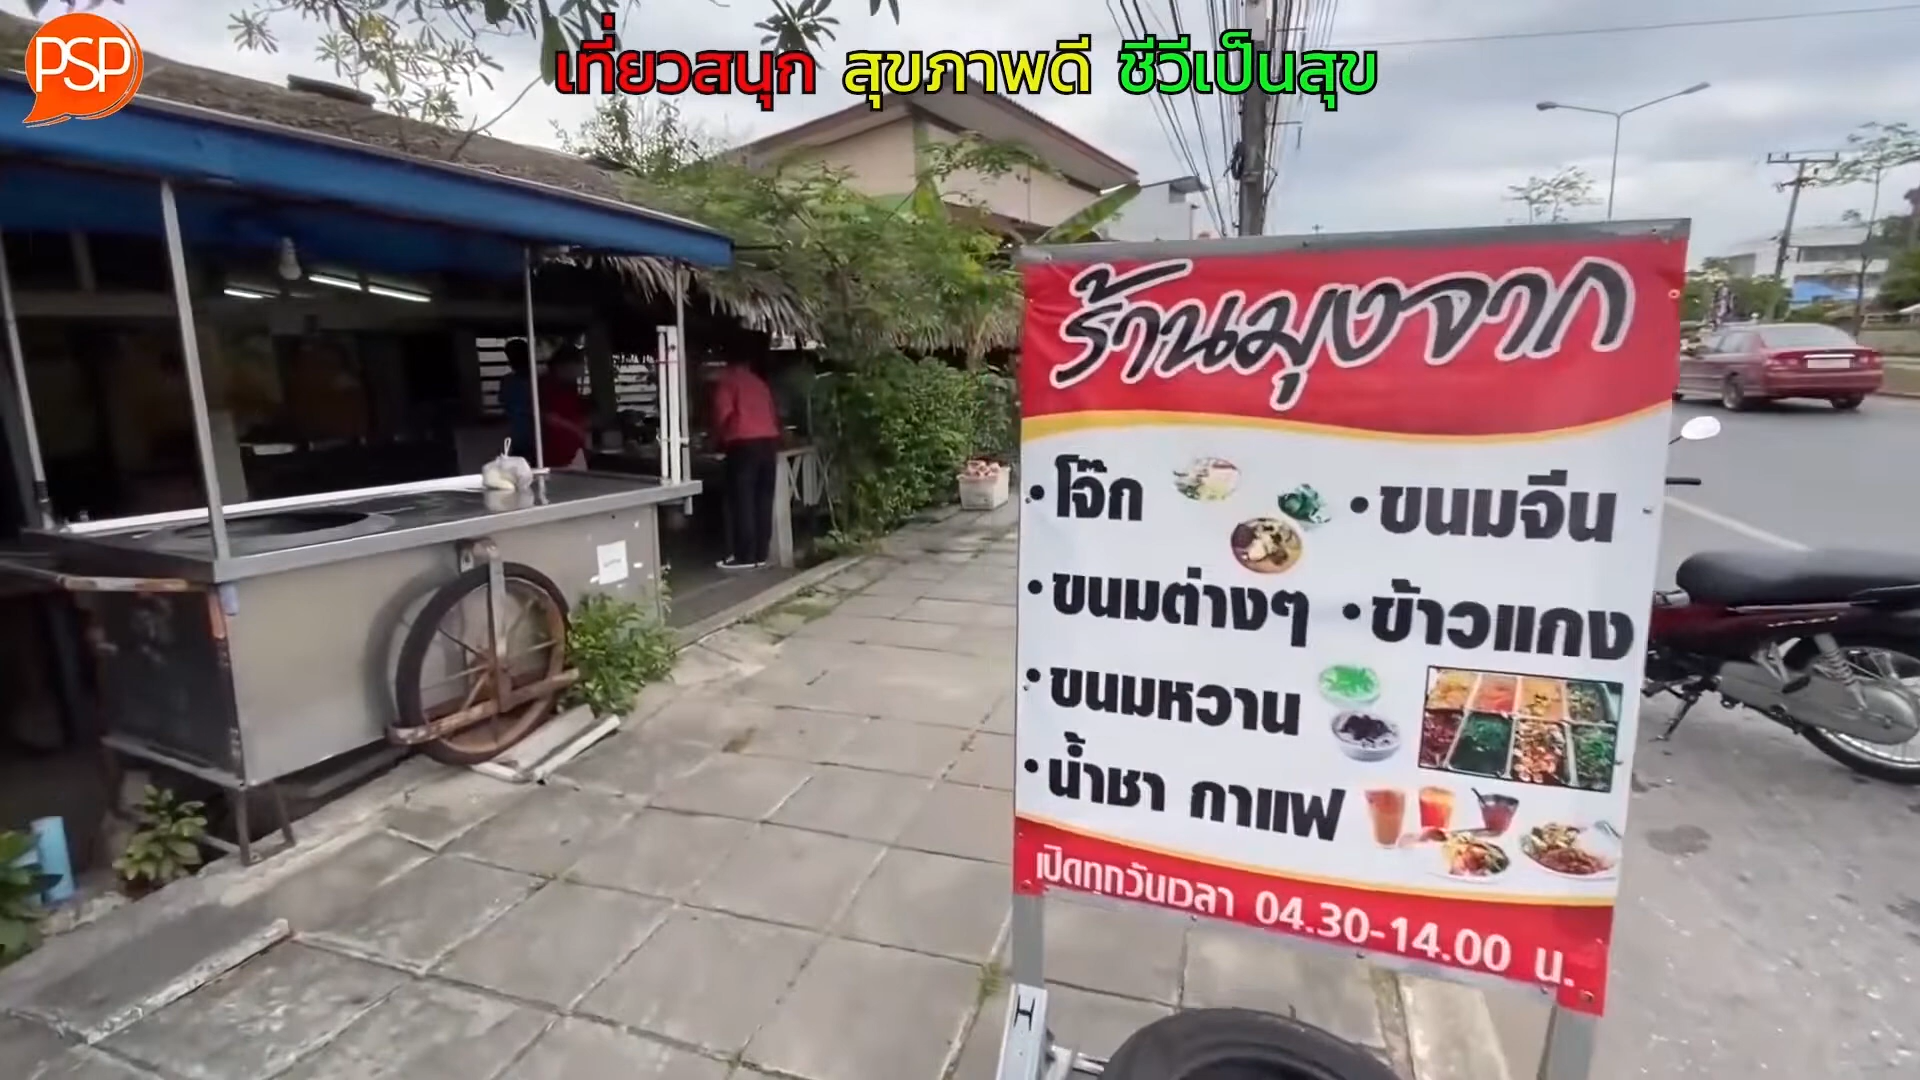 PSP
เที่ยวสนุก สุขภาพดี ชีวีเป็นสุข
ร้านมุงจาก
• โจ๊ก
• ขนมจีน
• ขนมต่างๆ
• ข้าวแกง
• ขนมหวาน
• น้ำชา กาแฟ
เปิดทุกวันเวลา 04.30-14.00 น.
H